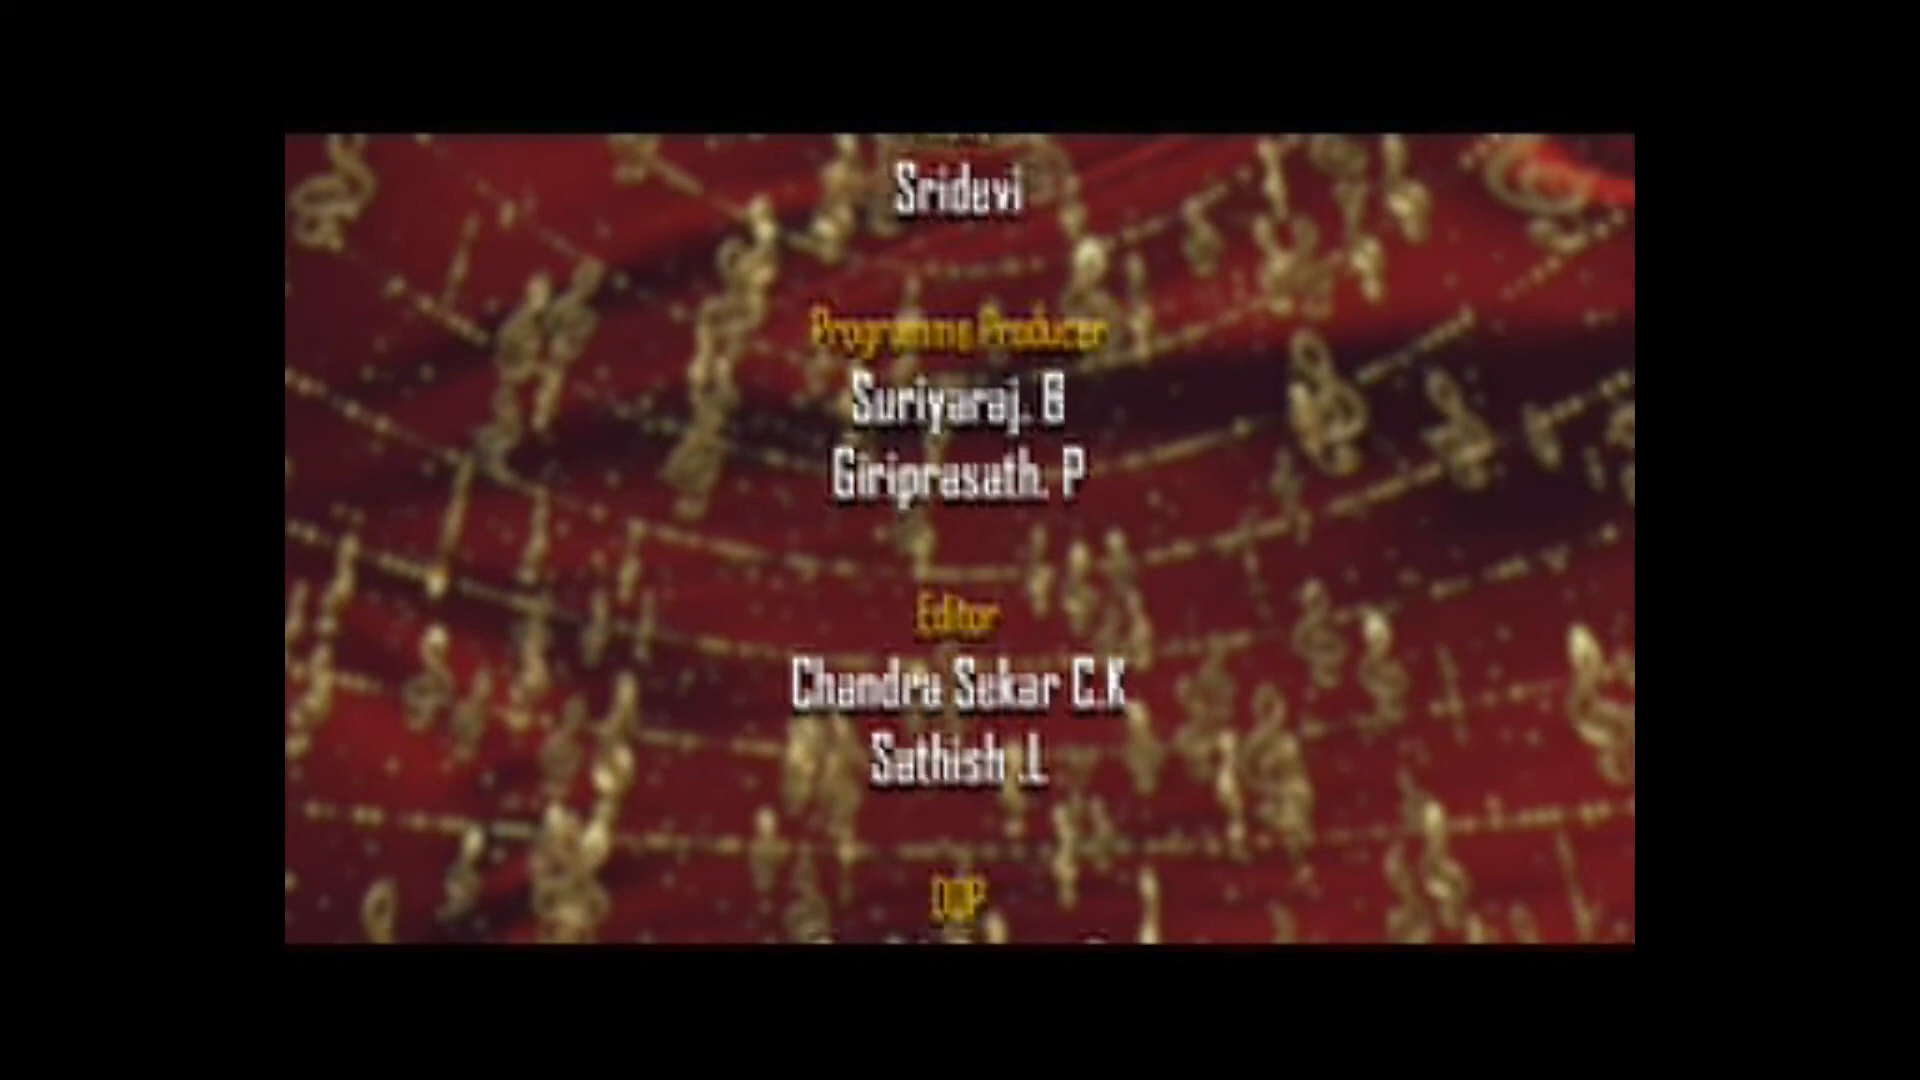 Sridevi
Programme Producer
Suriyaraj. G
Giriprasath. P
Editor
Chandra Sekar C.K
Sathish .L
DOP